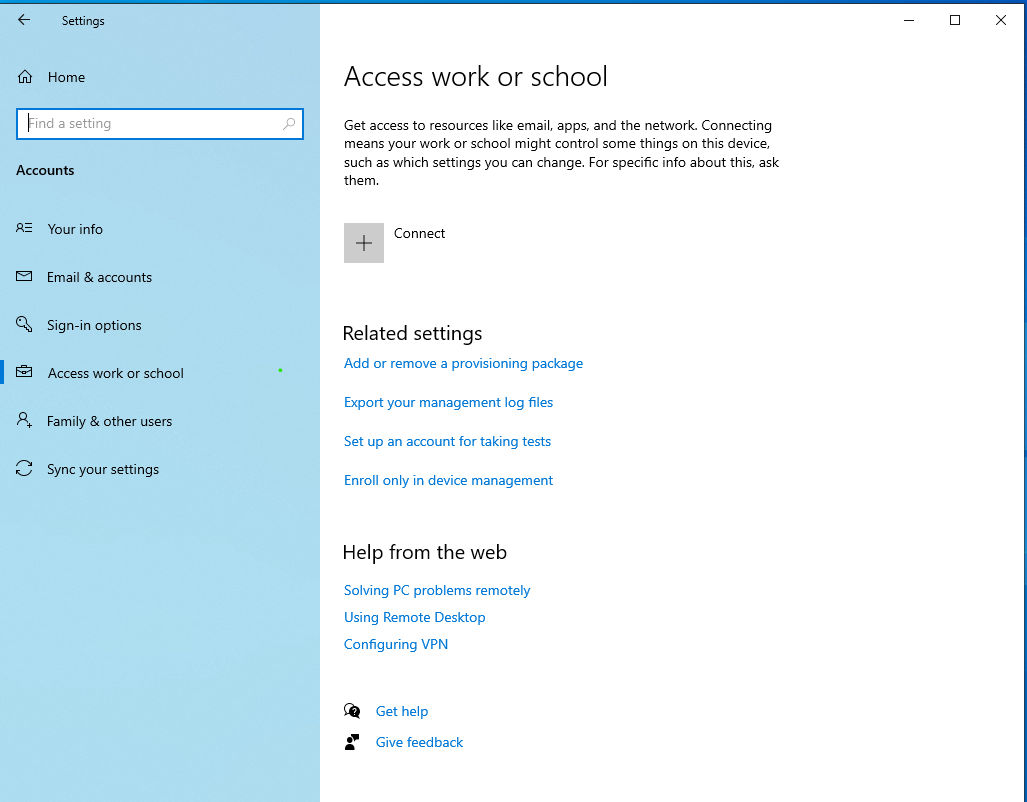 Settings
Home
Find a setting
Accounts
Your info
Email & accounts
Sign-in options
Access work or school
Family & other users
Sync your settings
Access work or school
Get access to resources like email, apps, and the network. Connecting
means your work or school might control some things on this device,
such as which settings you can change. For specific info about this, ask
them.
Connect
Related settings
Add or remove a provisioning package
Export your management log files
Set up an account for taking tests
Enroll only in device management
Help from the web
Solving PC problems remotely
Using Remote Desktop
Configuring VPN
Get help
Give feedback